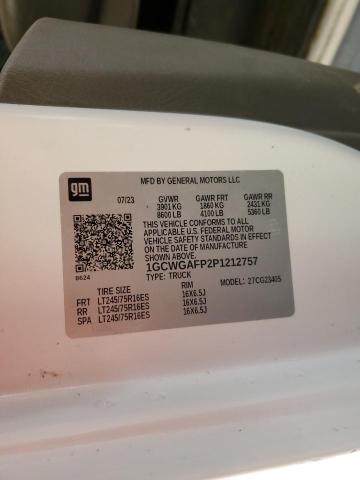 gm
MFD BY GENERAL MOTORS LLC
07/23 GVWR GAWR FRT GAWR RR
3901 KG 1860 KG 2431 KG
8600 LB 4100 LB 5360 LB
THIS VEHICLE CONFORMS TO ALL
APPLICABLE U.S. FEDERAL MOTOR
VEHICLE SAFETY STANDARDS IN EFFECT
ON THE DATE OF MANUFACTURE
SHOWN ABOVE.
1GCWGAFP2P1212757
8624 TYPE: TRUCK MODEL: 27CG23405
TIRE SIZE RIM
FRT LT245/75R16ES 16X6.5J
RR LT245/75R16ES 16X6.5J
SPA LT245/75R16ES 16X6.5J